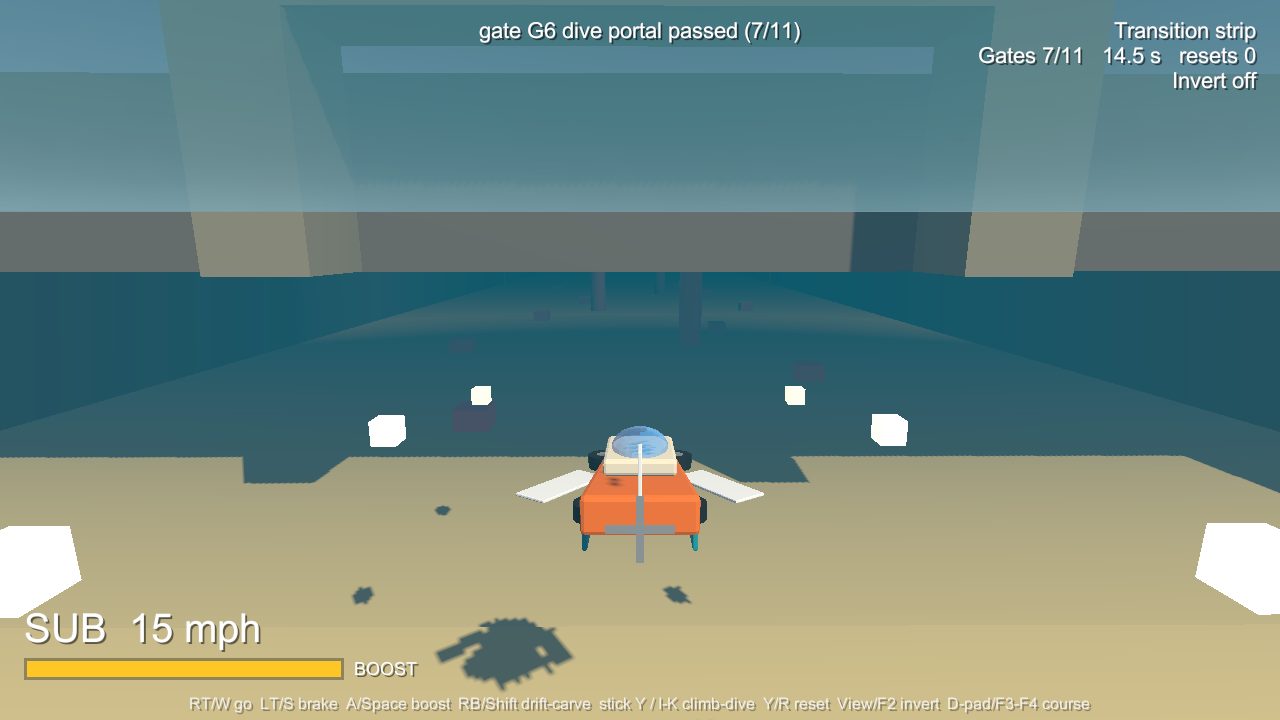 gate G6 dive portal passed (7/11)
Transition strip
Gates 7/11 14.5 s resets 0
Invert off
SUB 15 mph
BOOST
RT/W go LT/S brake A/Space boost RB/Shift drift-carve stick Y / I-K climb-dive Y/R reset View/F2 invert D-pad/F3-F4 course